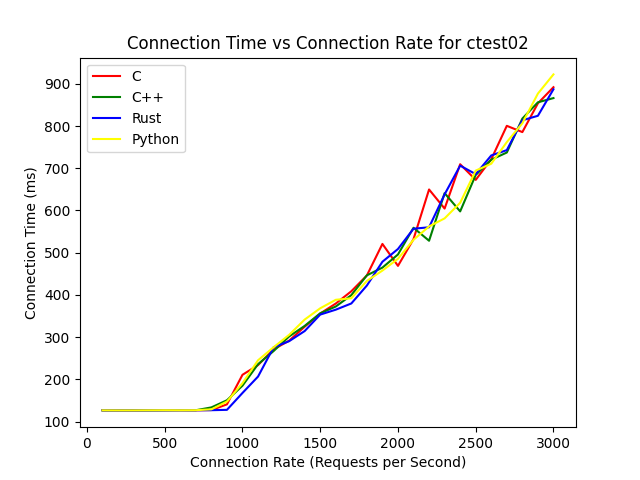 Connection Time vs Connection Rate for ctest02
C
C++
Rust
Python
Connection Time (ms)
900
800
700
600
500
400
300
200
100
0
500
1000
1500
2000
2500
3000
Connection Rate (Requests per Second)